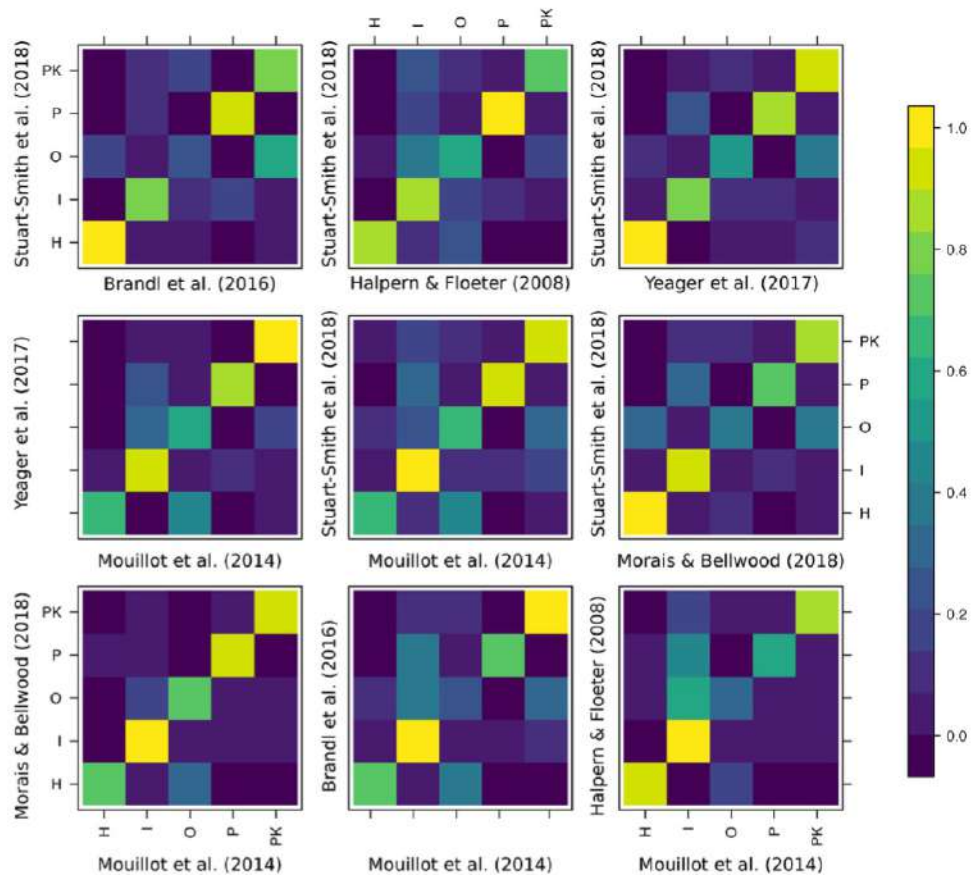 H I O P PK
Stuart-Smith et al. (2018)
PK
P
O
I
H
Brandl et al. (2016)
Stuart-Smith et al. (2018)
Halpern & Floeter (2008)
Stuart-Smith et al. (2018)
Yeager et al. (2017)
1.0
0.8
0.6
0.4
0.2
0.0
Yeager et al. (2017)
Mouillot et al. (2014)
Stuart-Smith et al. (2018)
Mouillot et al. (2014)
Stuart-Smith et al. (2018)
PK
P
O
I
H
Morais & Bellwood (2018)
Morais & Bellwood (2018)
PK
P
O
I
H
H I O P PK
Mouillot et al. (2014)
Brandl et al. (2016)
Mouillot et al. (2014)
Halpern & Floeter (2008)
H I O P PK
Mouillot et al. (2014)